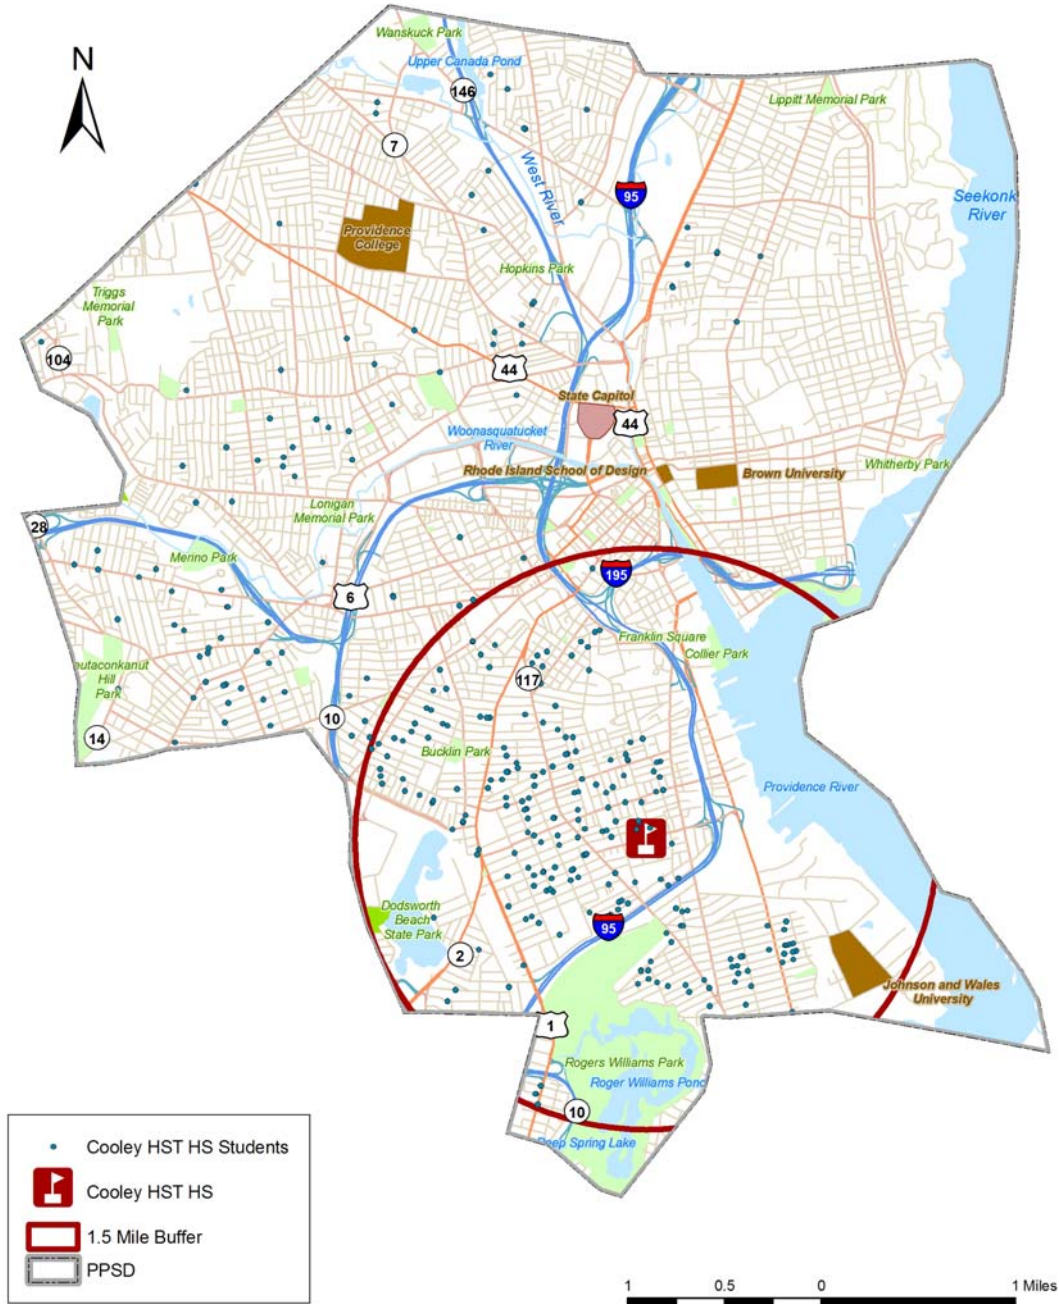 N
Wanskuck Park
Upper Canada Pond
146
Lippitt Memorial Park
7
West River
95
Seekonk
River
Providence
College
Hopkins Park
Triggs
Memorial
Park
104
44
State Capitol
44
Woonasquatucket
River
Rhode Island School of Design
Brown University
Whitherby Park
Lonigan
Memorial Park
28
Merino Park
195
6
Franklin Square
Collier Park
eutaconkanut
Hill
Park
117
10
14
Bucklin Park
Providence River
Dodsworth
Beach
State Park
95
2
Johnson and Wales
University
1
Rogers Williams Park
Roger Williams Pond
10
Deep Spring Lake
Cooley HST HS Students
Cooley HST HS
1.5 Mile Buffer
PPSD
1 0.5 0 1 Miles